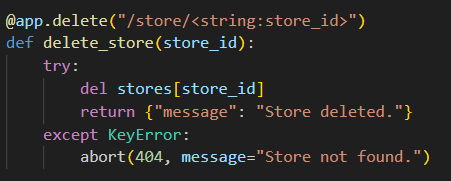 @app.delete("/store/<string:store_id>")
def delete_store(store_id):
    try:
        del stores[store_id]
        return {"message": "Store deleted."}
    except KeyError:
        abort(404, message="Store not found.")